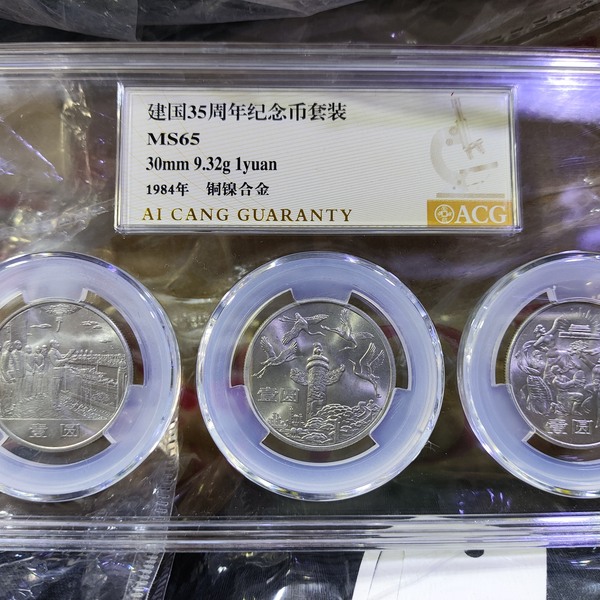 建国35周年纪念币套装
MS65
30mm 9.32g 1yuan
1984年 铜镍合金
AI CANG GUARANTY
ACG
壹圆
壹圆
壹圆